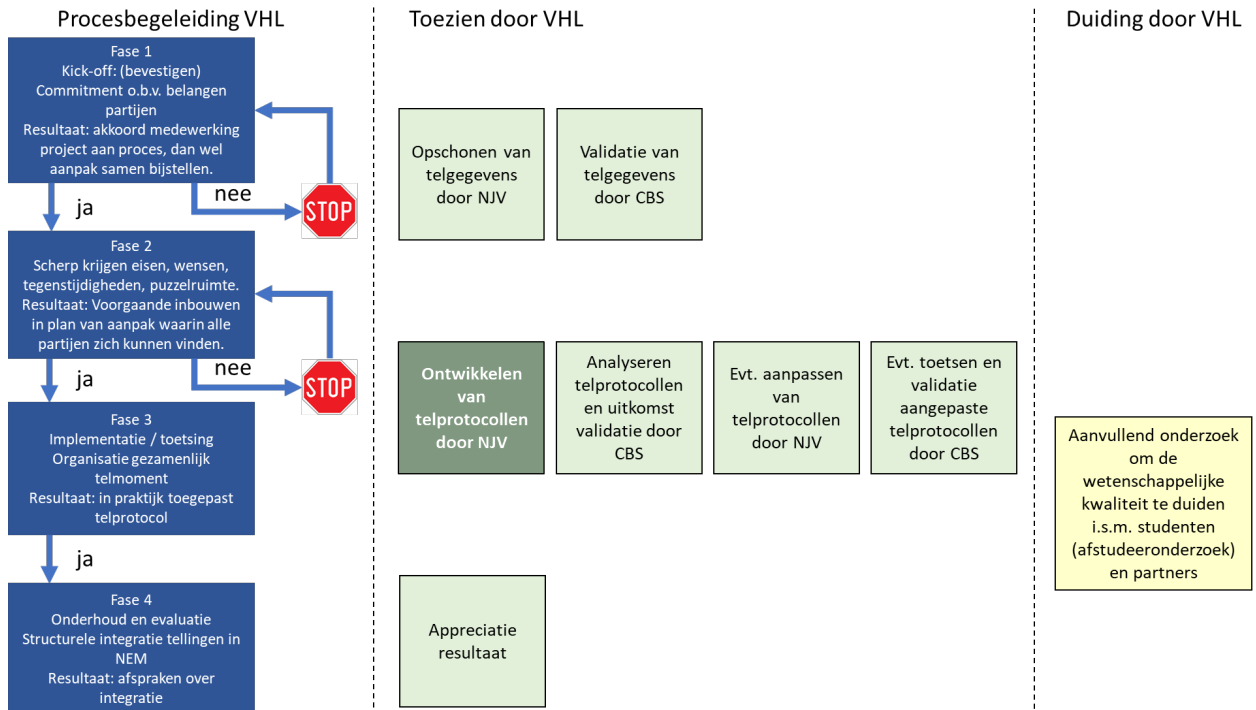 Procesbegeleiding VHL
Fase 1
Kick-off: (bevestigen)
Commitment o.b.v. belangen
partijen
Resultaat: akkoord medewerking
project aan proces, dan wel
aanpak samen bijstellen.
ja
nee
STOP
Fase 2
Scherp krijgen eisen, wensen,
tegenstijdigheden, puzzelruimte.
Resultaat: Voorgaande inbouwen
in plan van aanpak waarin alle
partijen zich kunnen vinden.
ja
nee
STOP
Fase 3
Implementatie / toetsing
Organisatie gezamenlijk
telmoment
Resultaat: in praktijk toegepast
telprotocol
ja
Fase 4
Onderhoud en evaluatie
Structurele integratie tellingen in
NEM
Resultaat: afspraken over
integratie
Toezien door VHL
Opschonen van
telgegevens
door NJV
Validatie van
telgegevens
door CBS
Ontwikkelen
van
telprotocollen
door NJV
Analyseren
telprotocollen
en uitkomst
validatie door
CBS
Evt. aanpassen
van
telprotocollen
door NJV
Evt. toetsen en
validatie
aangepaste
telprotocollen
door CBS
Appreciatie
resultaat
Duiding door VHL
Aanvullend onderzoek
om de
wetenschappelijke
kwaliteit te duiden
i.s.m. studenten
(afstudeeronderzoek)
en partners